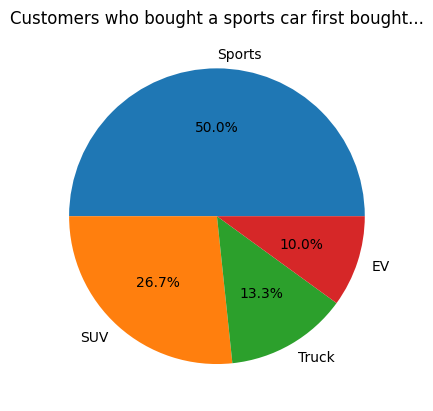 Customers who bought a sports car first bought...
Sports
50.0%
10.0%
26.7%
13.3%
EV
SUV
Truck